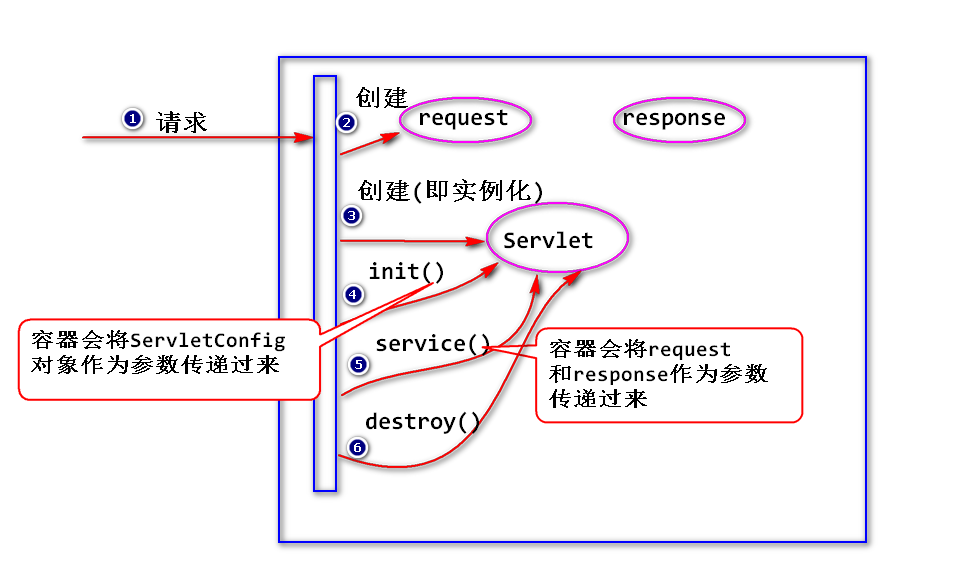 1 请求
2 创建
request
response
3 创建(即实例化)
Servlet
4 init()
容器会将ServletConfig
对象作为参数传递过来
5 service()
容器会将request
和response作为参数
传递过来
6 destroy()